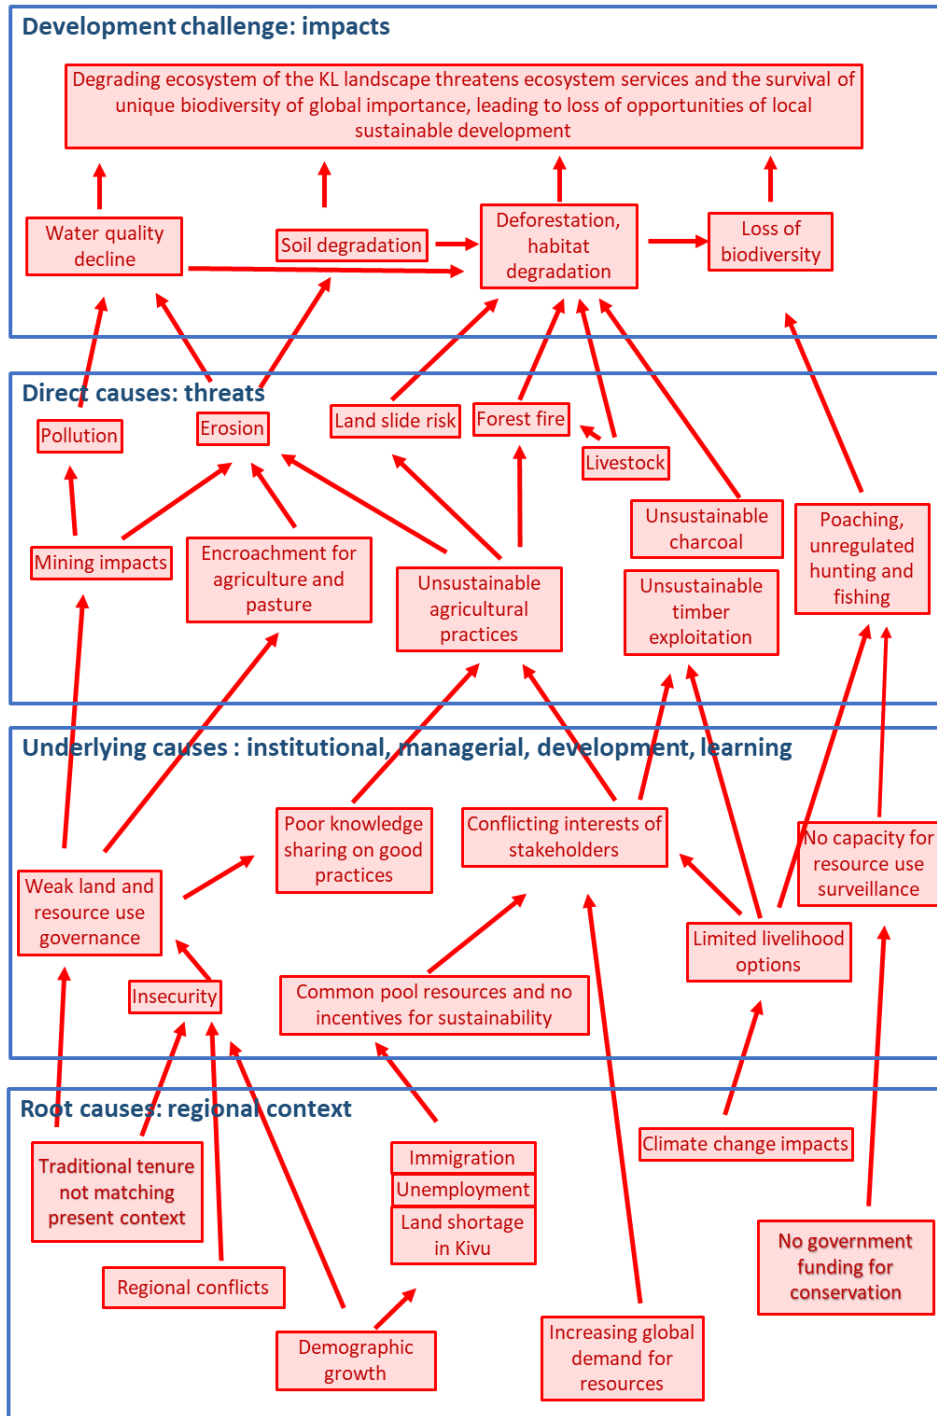 Development challenge: impacts
Degrading ecosystem of the KL landscape threatens ecosystem services and the survival of
unique biodiversity of global importance, leading to loss of opportunities of local
sustainable development
Water quality
decline
Soil degradation
Deforestation,
habitat
degradation
Loss of
biodiversity
Direct causes: threats
Pollution
Erosion
Land slide risk
Forest fire
Livestock
Mining impacts
Encroachment for
agriculture and
pasture
Unsustainable
agricultural
practices
Unsustainable
charcoal
Unsustainable
timber
exploitation
Poaching,
unregulated
hunting and
fishing
Underlying causes : institutional, managerial, development, learning
Weak land and
resource use
governance
Poor knowledge
sharing on good
practices
Conflicting interests of
stakeholders
No capacity for
resource use
surveillance
Limited livelihood
options
Insecurity
Common pool resources and no
incentives for sustainability
Root causes: regional context
Traditional tenure
not matching
present context
Immigration
Unemployment
Land shortage
in Kivu
Climate change impacts
Regional conflicts
No government
funding for
conservation
Demographic
growth
Increasing global
demand for
resources